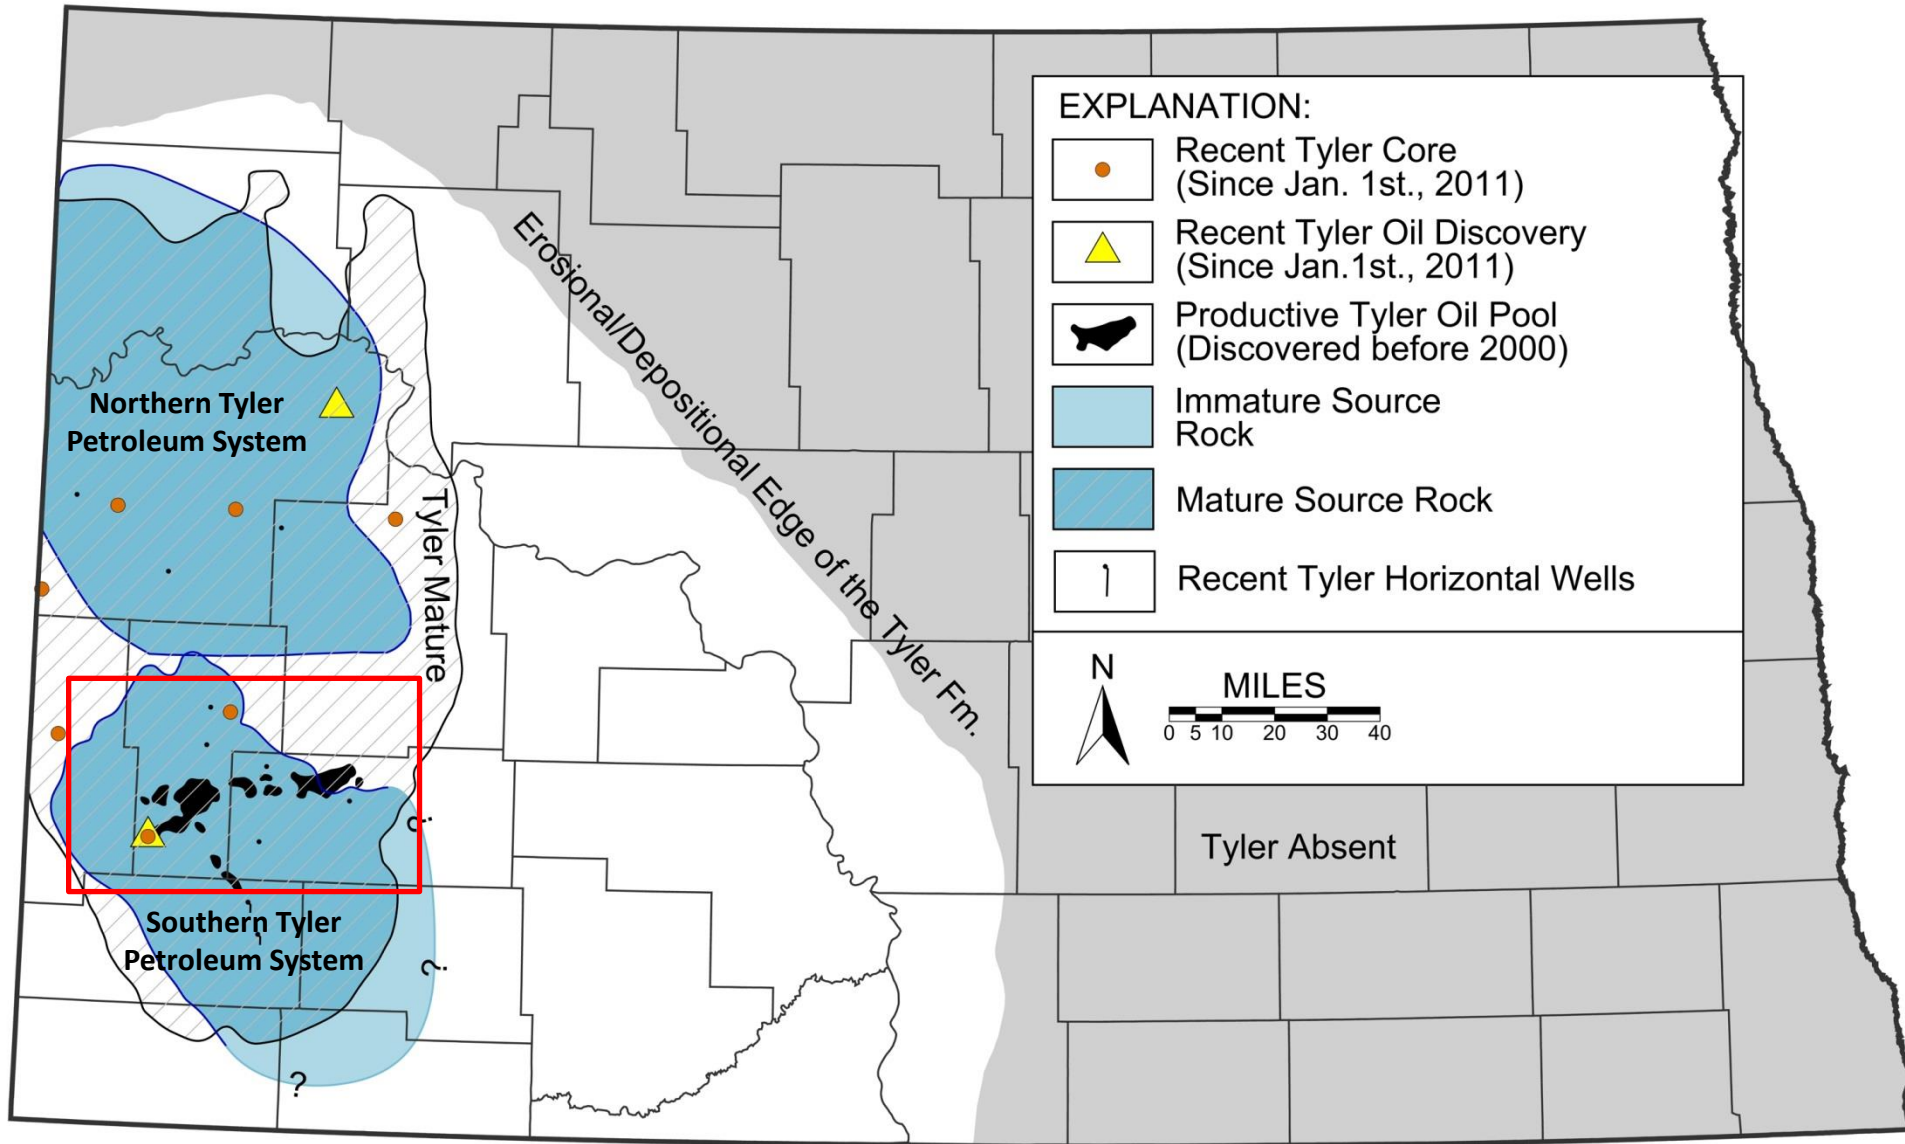 EXPLANATION:
Recent Tyler Core
(Since Jan. 1st., 2011)
Recent Tyler Oil Discovery
(Since Jan.1st., 2011)
Productive Tyler Oil Pool
(Discovered before 2000)
Immature Source
Rock
Mature Source Rock
Recent Tyler Horizontal Wells
N
MILES
0 5 10 20 30 40
Erosional/Depositional Edge of the Tyler Fm.
Northern Tyler
Petroleum System
Tyler Mature
Southern Tyler
Petroleum System
?
?
?
Tyler Absent